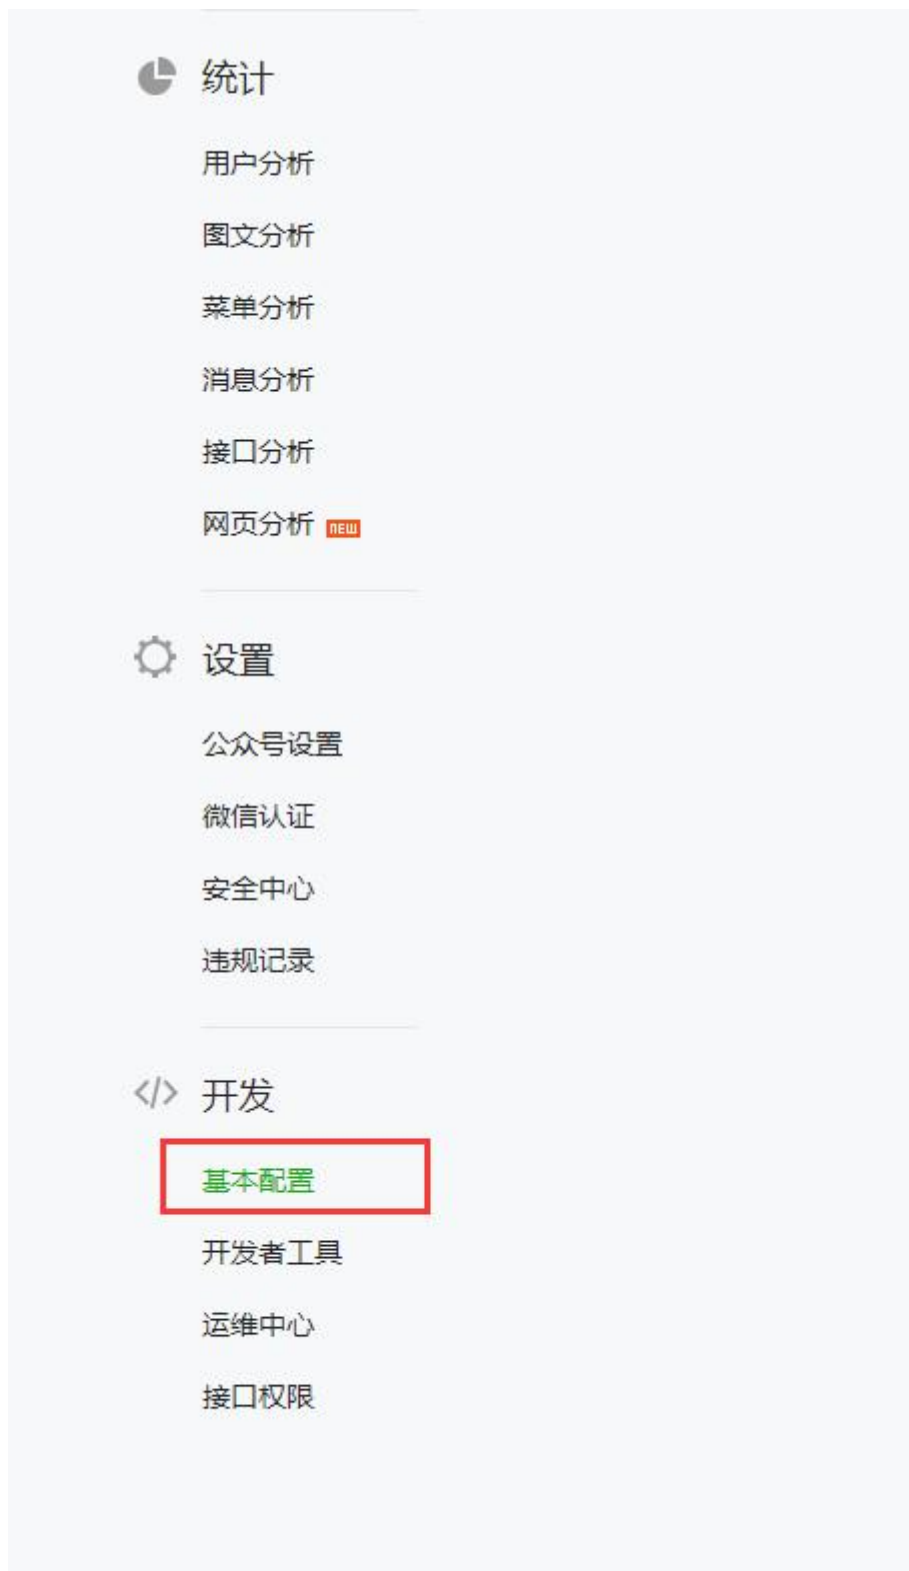 统计
用户分析
图文分析
菜单分析
消息分析
接口分析
网页分析 NEW
设置
公众号设置
微信认证
安全中心
违规记录
</> 开发
基本配置
开发者工具
运维中心
接口权限